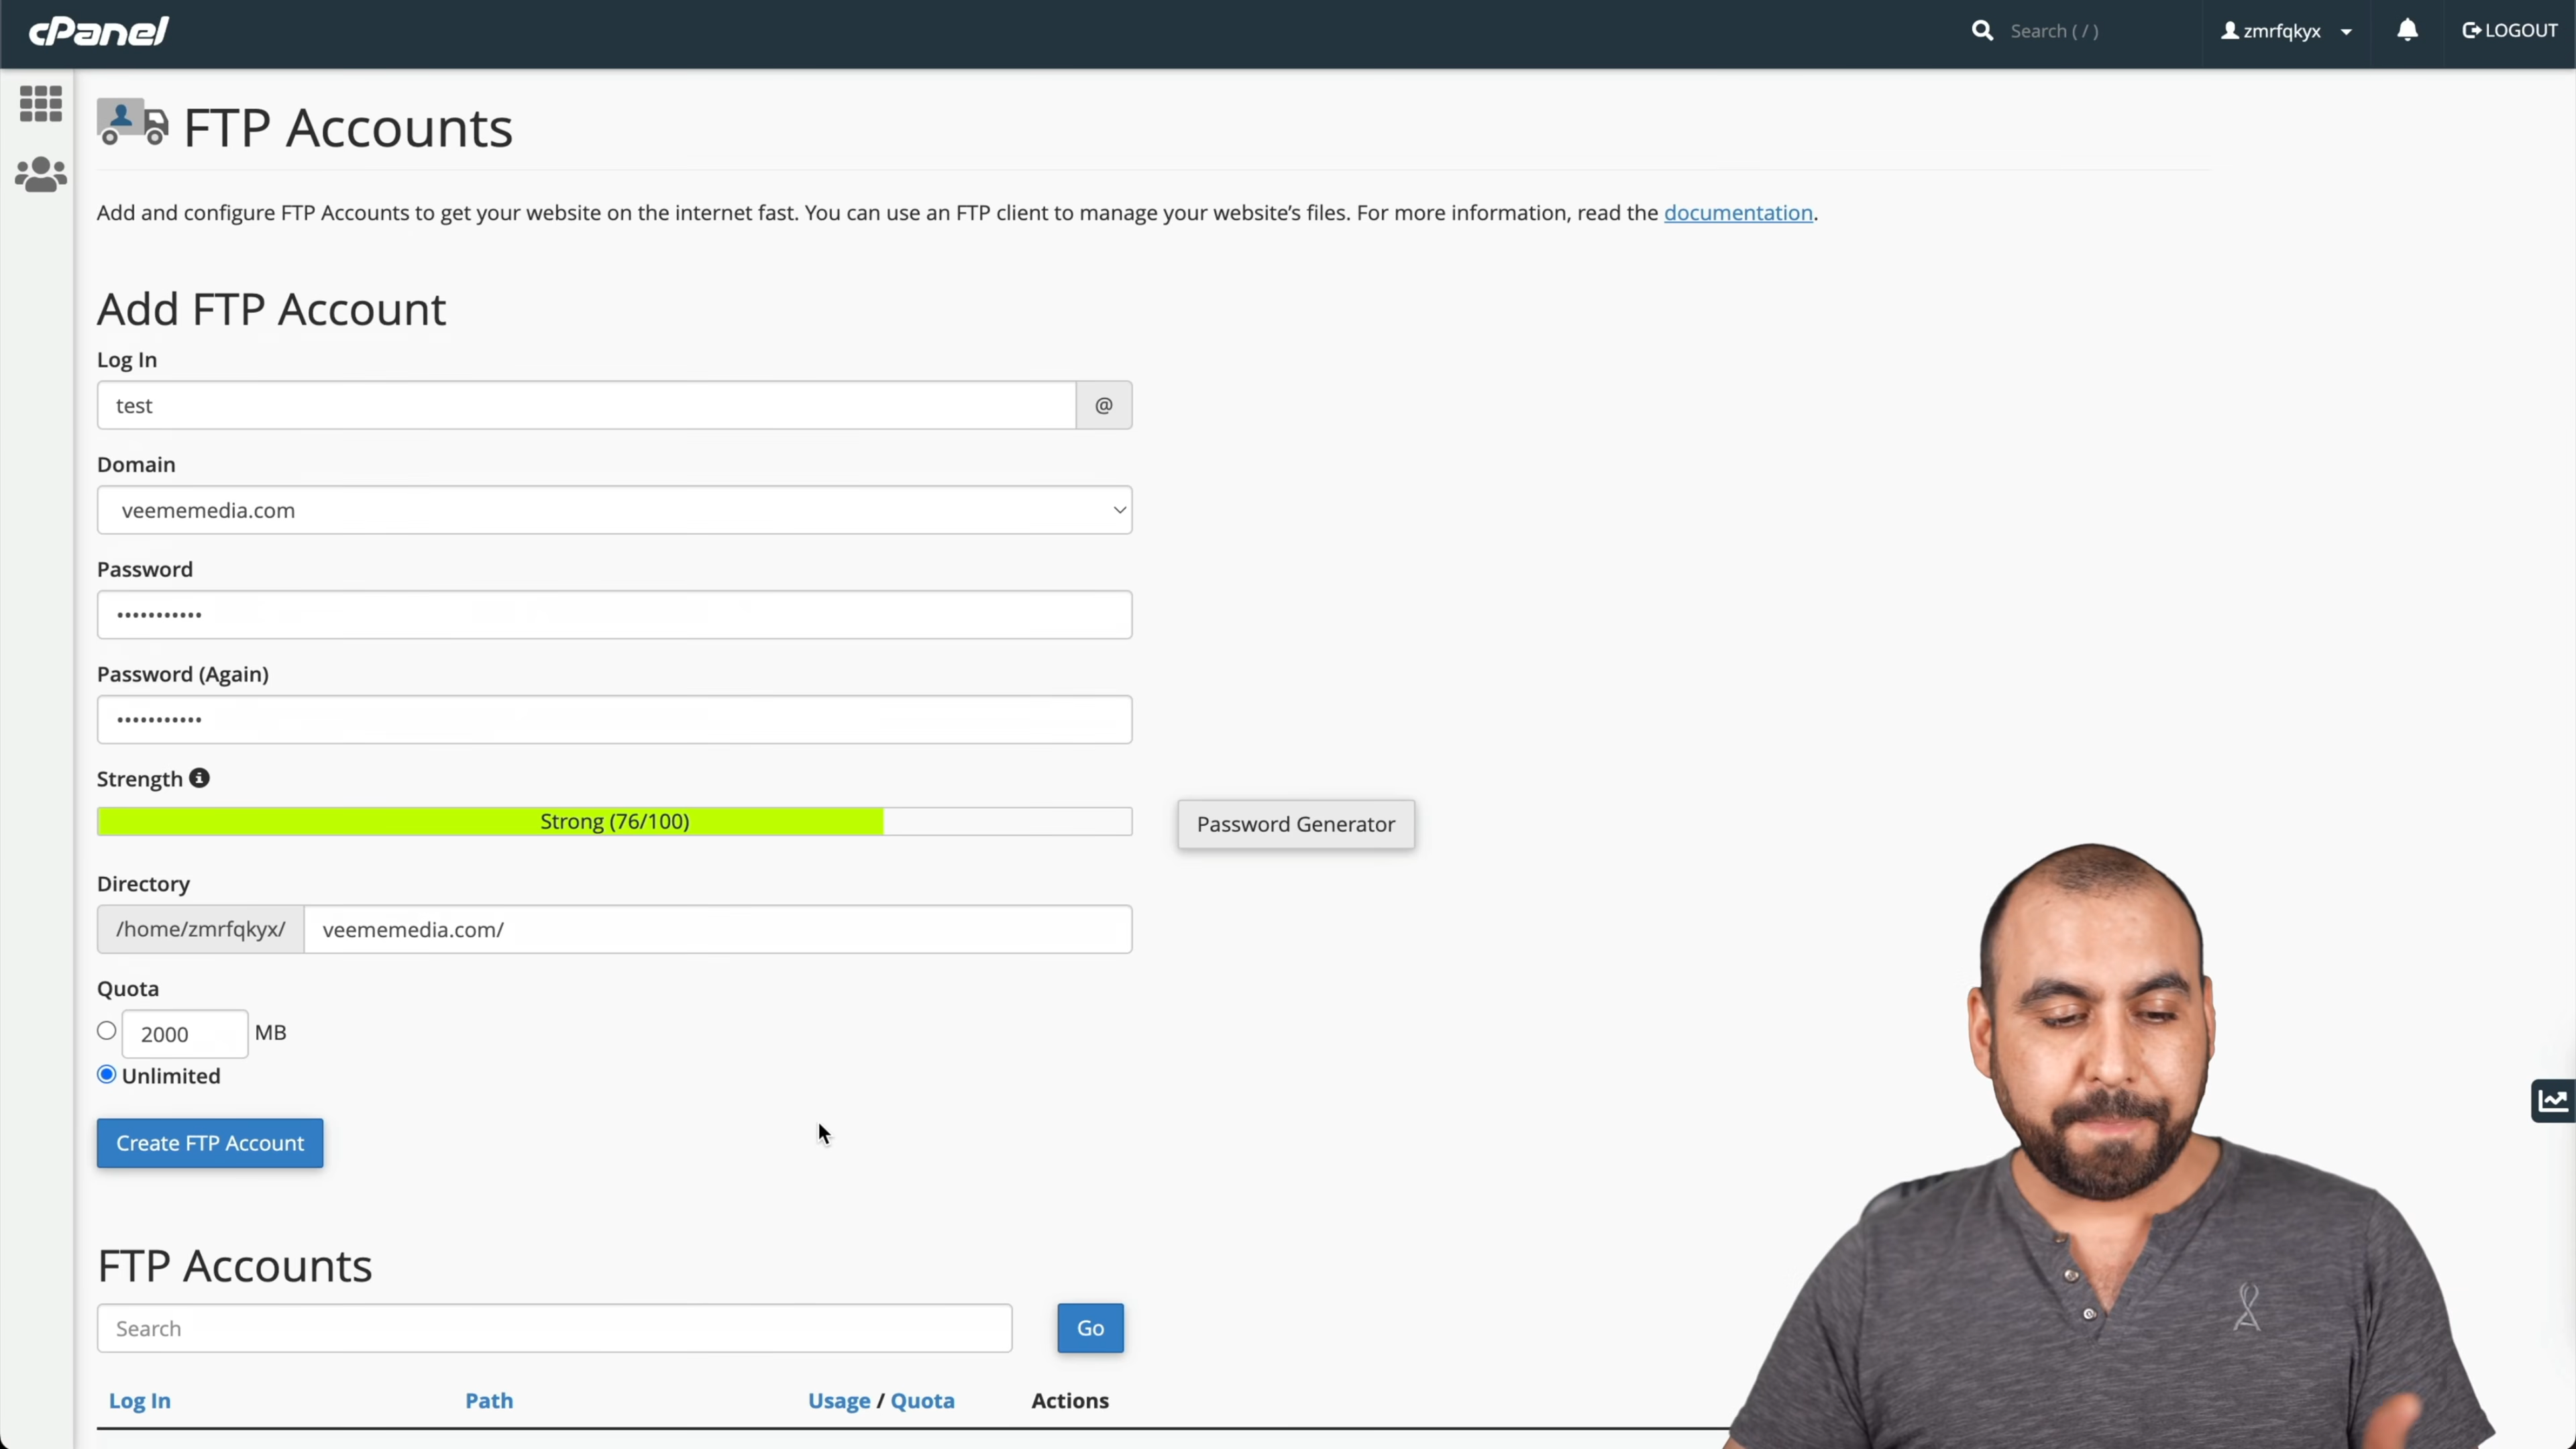 cPanel
Search ( / )
zmrfqkyx
LOGOUT
FTP Accounts
Add and configure FTP Accounts to get your website on the internet fast. You can use an FTP client to manage your website's files. For more information, read the documentation.
Add FTP Account
Log In
test
@
Domain
veememedia.com
Password
•••••••••••
Password (Again)
•••••••••••
Strength
Strong (76/100)
Password Generator
Directory
/home/zmrfqkyx/ veememedia.com/
Quota
2000 MB
Unlimited
Create FTP Account
FTP Accounts
Search
Go
Log In Path Usage / Quota Actions